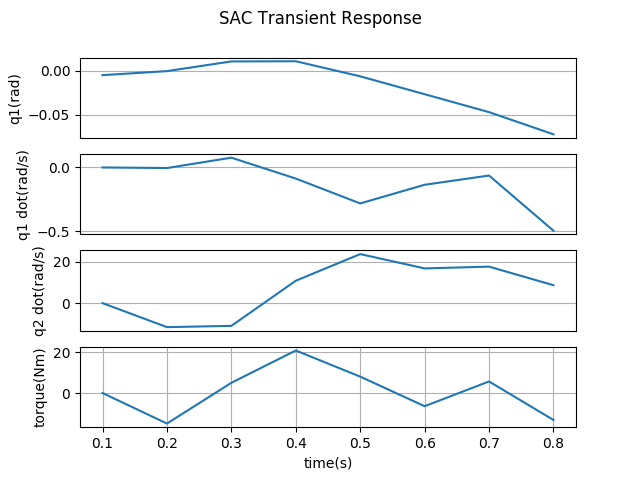 SAC Transient Response
0.00
−0.05
q1(rad)
0.0
−0.5
q1 dot(rad/s)
20
0
q2 dot(rad/s)
20
0
torque(Nm)
0.1 0.2 0.3 0.4 0.5 0.6 0.7 0.8
time(s)